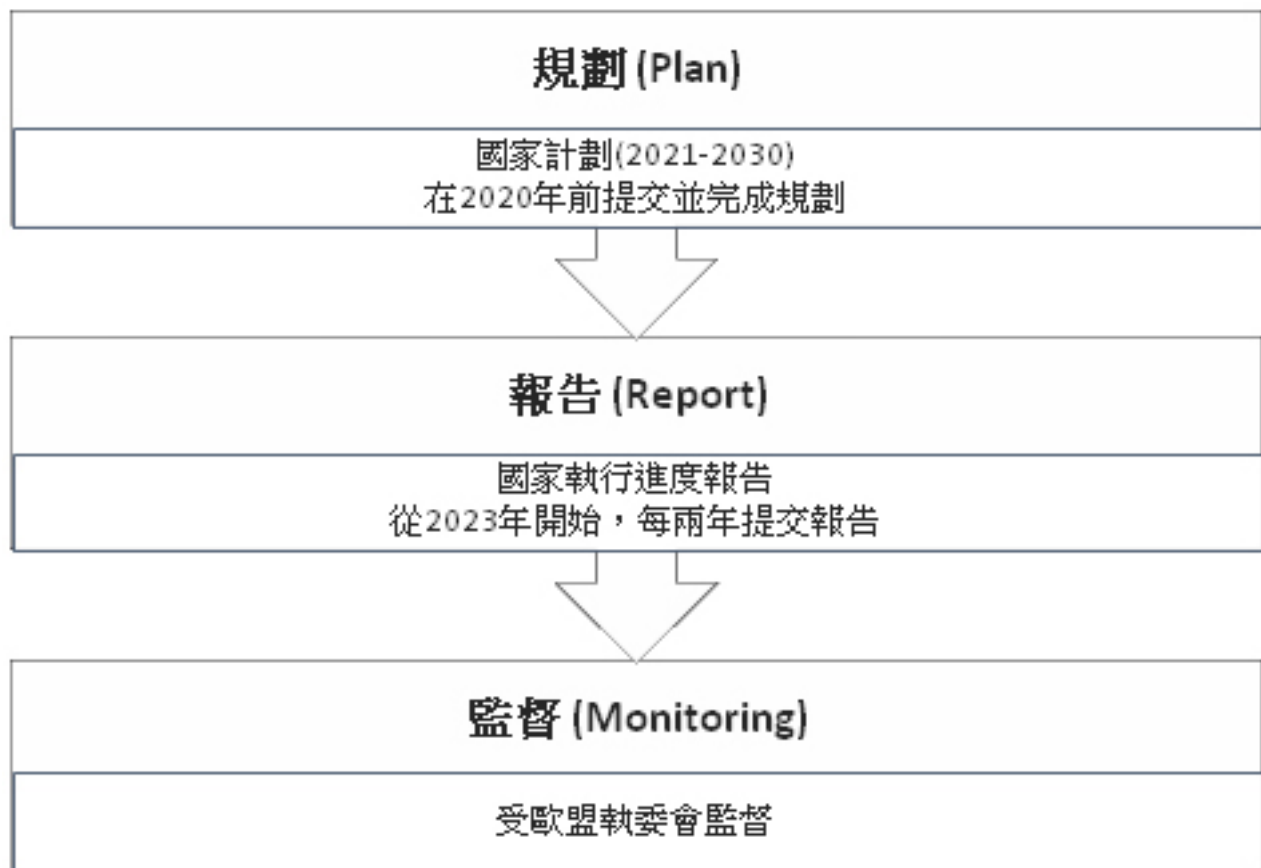 規劃 (Plan)
國家計劃(2021-2030)
在2020年前提交並完成規劃
報告 (Report)
國家執行進度報告
從2023年開始，每兩年提交報告
監督 (Monitoring)
受歐盟執委會監督